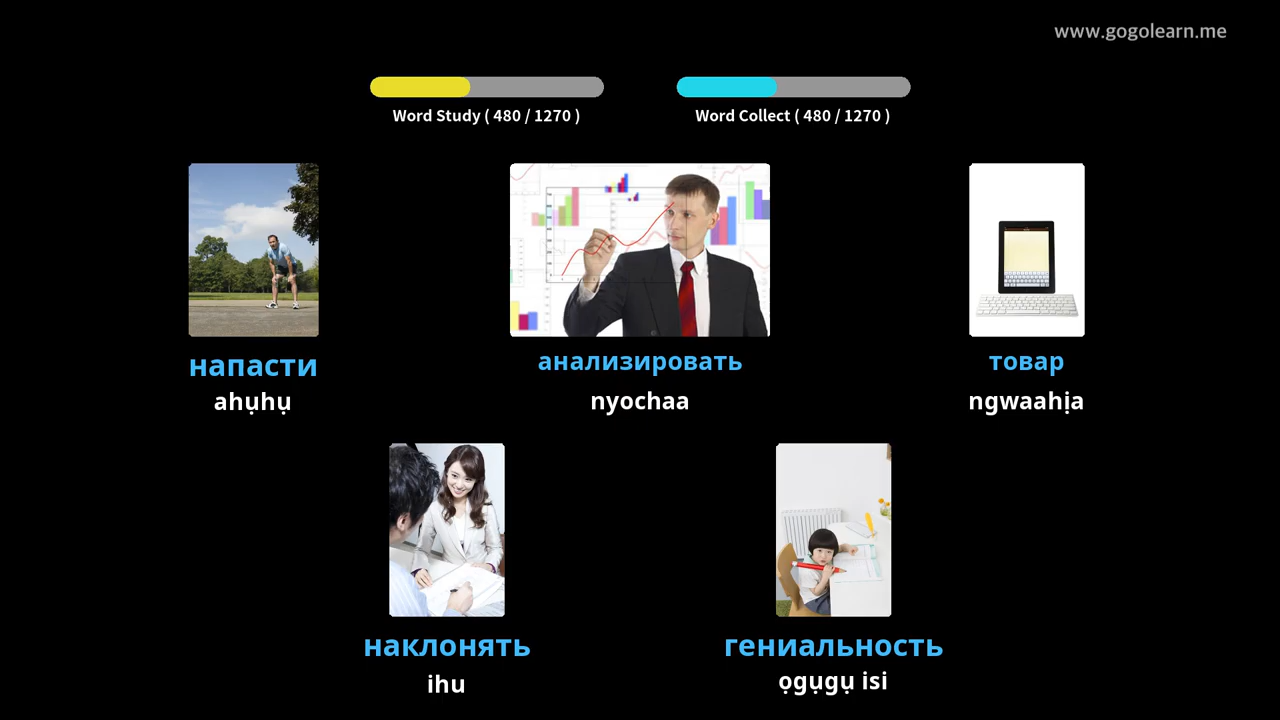 www.gogolearn.me
Word Study ( 480 / 1270 )
Word Collect ( 480 / 1270 )
напасти
ahụhụ
анализировать
nyochaa
товар
ngwaahịa
наклонять
ihu
гениальность
ọgụgụ isi